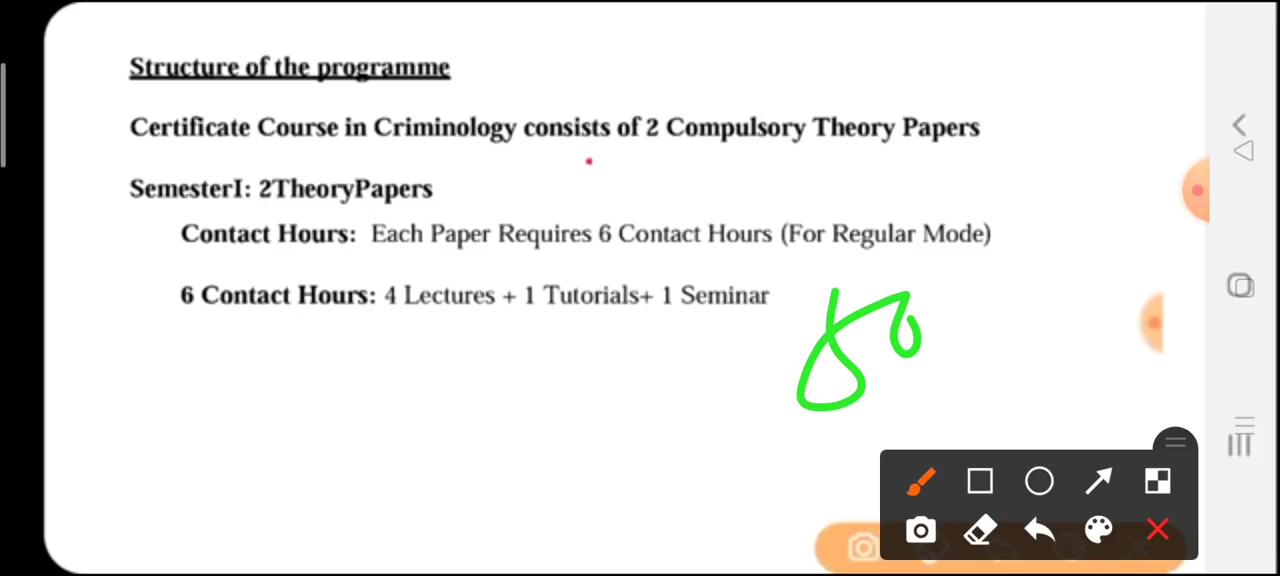 Structure of the programme
Certificate Course in Criminology consists of 2 Compulsory Theory Papers
SemesterI: 2TheoryPapers
Contact Hours: Each Paper Requires 6 Contact Hours (For Regular Mode)
6 Contact Hours: 4 Lectures + 1 Tutorials+ 1 Seminar